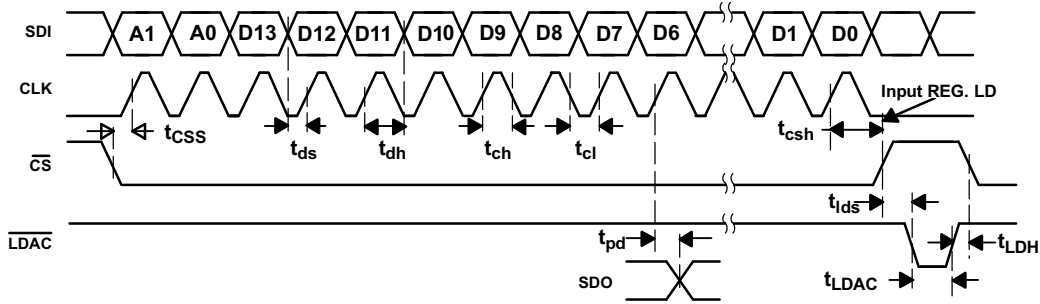 SDI A1 A0 D13 D12 D11 D10 D9 D8 D7 D6 D1 D0
CLK
Input REG. LD
tCSS
tds
tdh
tch
tcl
tcsh
CS
tlds
LDAC
tpd
tLDH
tLDAC
SDO